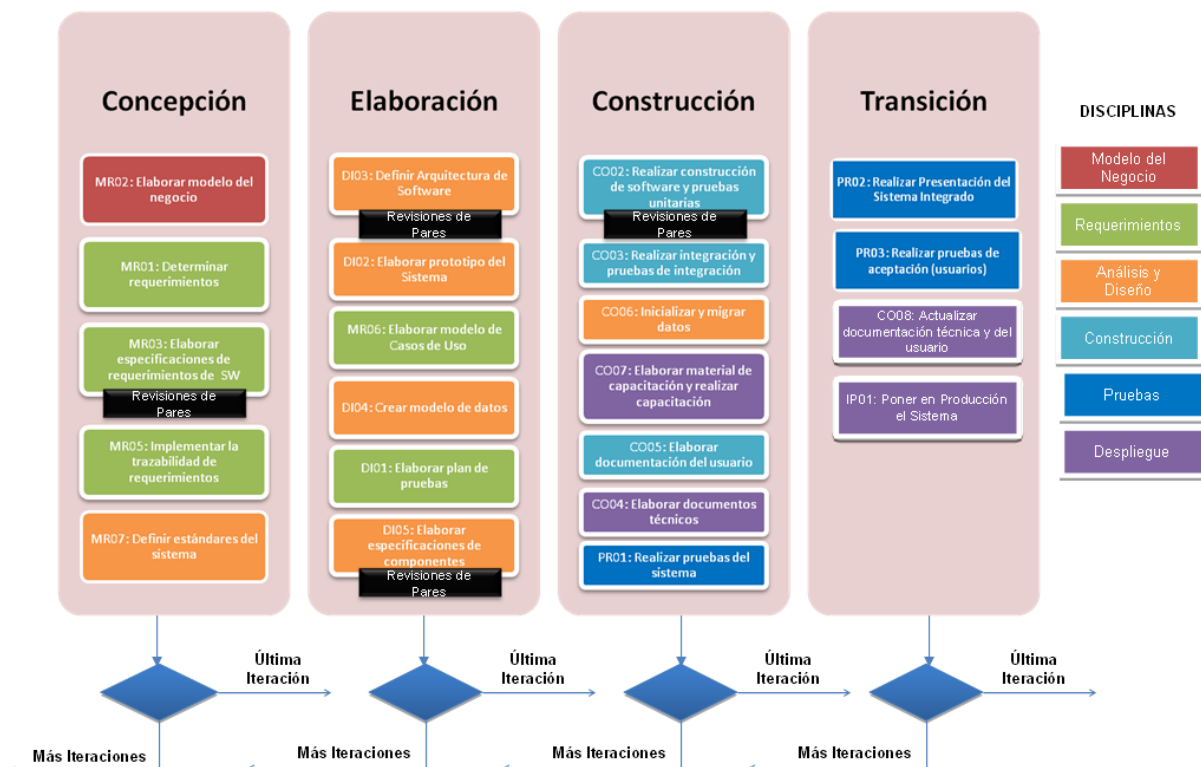 Concepción
MR02: Elaborar modelo del
negocio
MR01: Determinar
requerimientos
MR03: Elaborar
especificaciones de
requerimientos de SW
Revisiones de
Pares
MR05: Implementar la
trazabilidad de
requerimientos
MR07: Definir estándares del
sistema
Elaboración
DI03: Definir Arquitectura de
Software
Revisiones de
Pares
DI02: Elaborar prototipo del
Sistema
MR06: Elaborar modelo de
Casos de Uso
DI04: Crear modelo de datos
DI01: Elaborar plan de
pruebas
DI05: Elaborar
especificaciones de
componentes
Revisiones de
Pares
Construcción
CO02: Realizar construcción
de software y pruebas
unitarias
Revisiones de
Pares
CO03: Realizar integración y
pruebas de integración
CO06: Inicializar y migrar
datos
CO07: Elaborar material de
capacitación y realizar
capacitación
CO05: Elaborar
documentación del usuario
CO04: Elaborar documentos
técnicos
PR01: Realizar pruebas del
sistema
Transición
PR02: Realizar Presentación del
Sistema Integrado
PR03: Realizar pruebas de
aceptación (usuarios)
CO08: Actualizar
documentación técnica y del
usuario
IP01: Poner en Producción
el Sistema
DISCIPLINAS
Modelo del
Negocio
Requerimientos
Análisis y
Diseño
Construcción
Pruebas
Despliegue
Última
Iteración
Última
Iteración
Última
Iteración
Última
Iteración
Más Iteraciones
Más Iteraciones
Más Iteraciones
Más Iteraciones